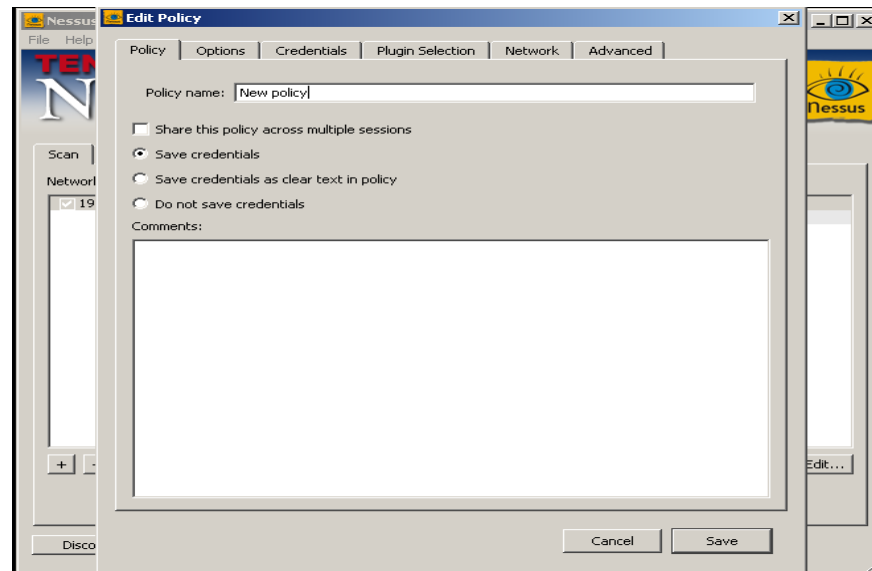 Nessus
Edit Policy
File Help
TEN
N
Nessus
Policy Options Credentials Plugin Selection Network Advanced
Policy name: New policy
Share this policy across multiple sessions
Scan
Save credentials
Network
Save credentials as clear text in policy
19
Do not save credentials
Comments:
+ -
Edit...
Disco
Cancel Save